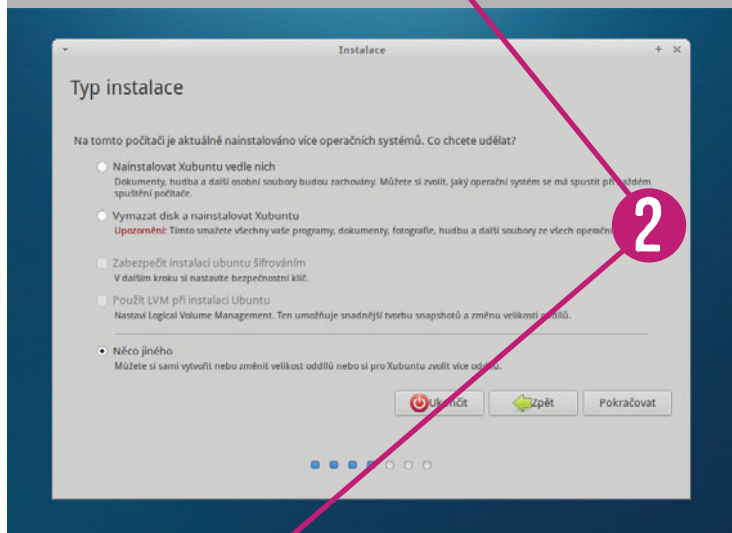 Instalace
Typ instalace
Na tomto počítači je aktuálně nainstalováno více operačních systémů. Co chcete udělat?
Nainstalovat Xubuntu vedle nich
Dokumenty, hudba a další osobní soubory budou zachovány. Můžete si zvolit, jaký operační systém se má spustit při každém
spuštění počítače.
Vymazat disk a nainstalovat Xubuntu
Upozornění: Tímto smažete všechny vaše programy, dokumenty, fotografie, hudbu a další soubory ze všech
2
Zabezpečit instalaci ubuntu šifrováním
V dalším kroku si nastavíte bezpečnostní klíč.
Použít LVM při instalaci Ubuntu
Nastaví Logical Volume Management. Ten umožňuje snadnější tvorbu snapshotů a změnu velikosti oddílů.
Něco jiného
Můžete si sami vytvořit nebo změnit velikost oddílů nebo si pro Xubuntu zvolit více oddílů.
Ukončit Zpět Pokračovat